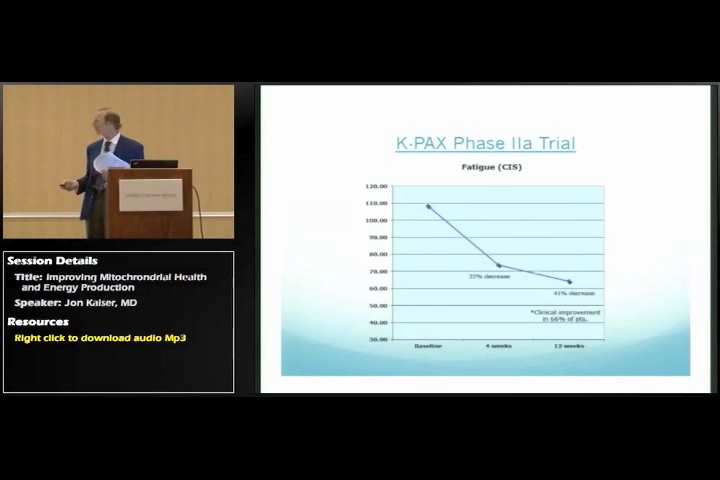 K-PAX Phase IIa Trial
Fatigue (CIS)
120.00
110.00
100.00
90.00
80.00
70.00
60.00
50.00
40.00
30.00
32% decrease
41% decrease
*Clinical improvement
in 66% of pts.
Baseline
4 weeks
12 weeks
Session Details
Title: Improving Mitochrondrial Health
and Energy Production
Speaker: Jon Kaiser, MD
Resources
Right click to download audio Mp3